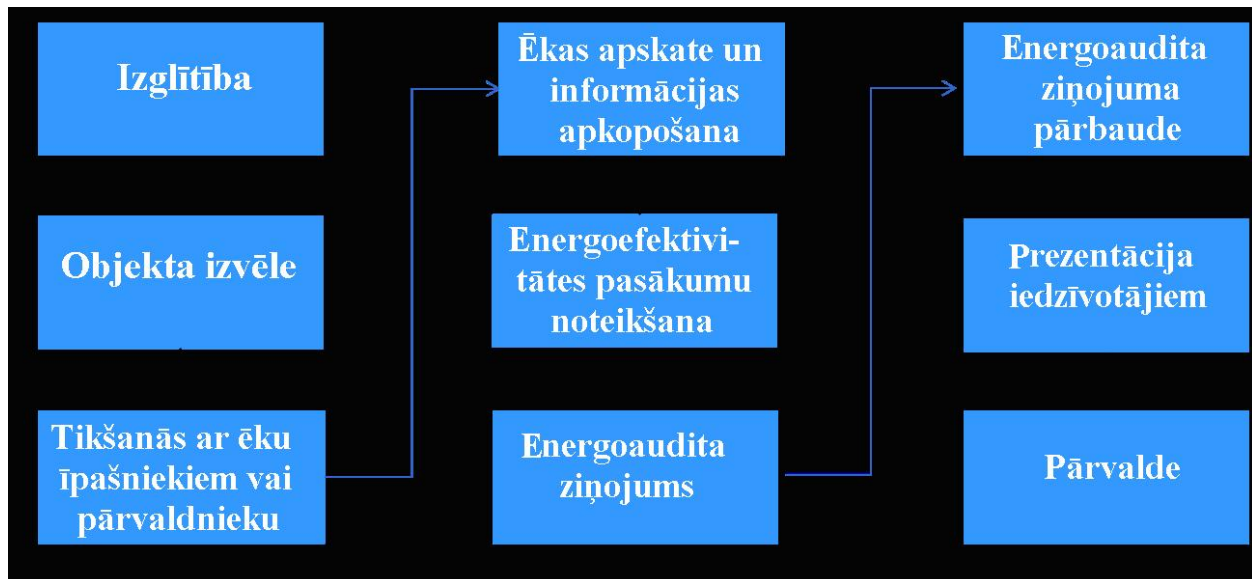 Izglītība
Objekta izvēle
Tikšanās ar ēku
īpašniekiem vai
pārvaldnieku
Ēkas apskate un
informācijas
apkopošana
Energoefektivi-
tātes pasākumu
noteikšana
Energoaudita
ziņojums
Energoaudita
ziņojuma
pārbaude
Prezentācija
iedzīvotājiem
Pārvalde